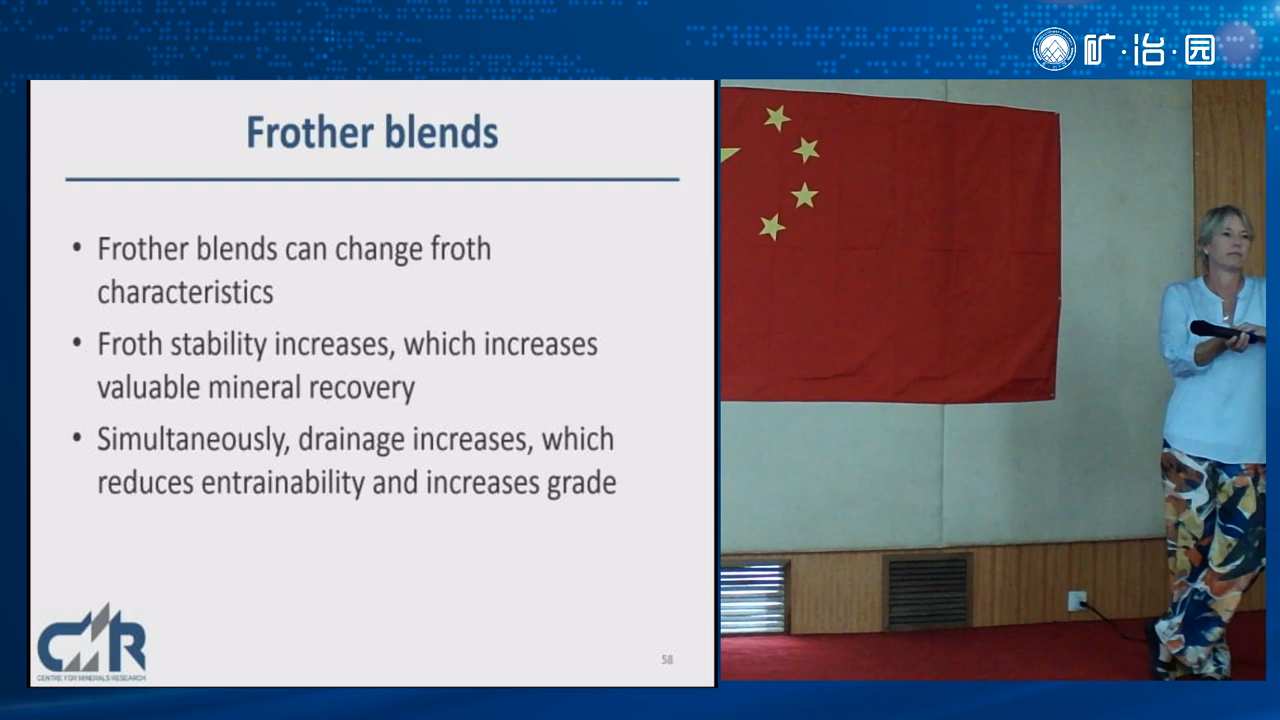 矿·冶·园
Frother blends
• Frother blends can change froth
characteristics
• Froth stability increases, which increases
valuable mineral recovery
• Simultaneously, drainage increases, which
reduces entrainability and increases grade
CMR
CENTRE FOR MINERALS RESEARCH
58